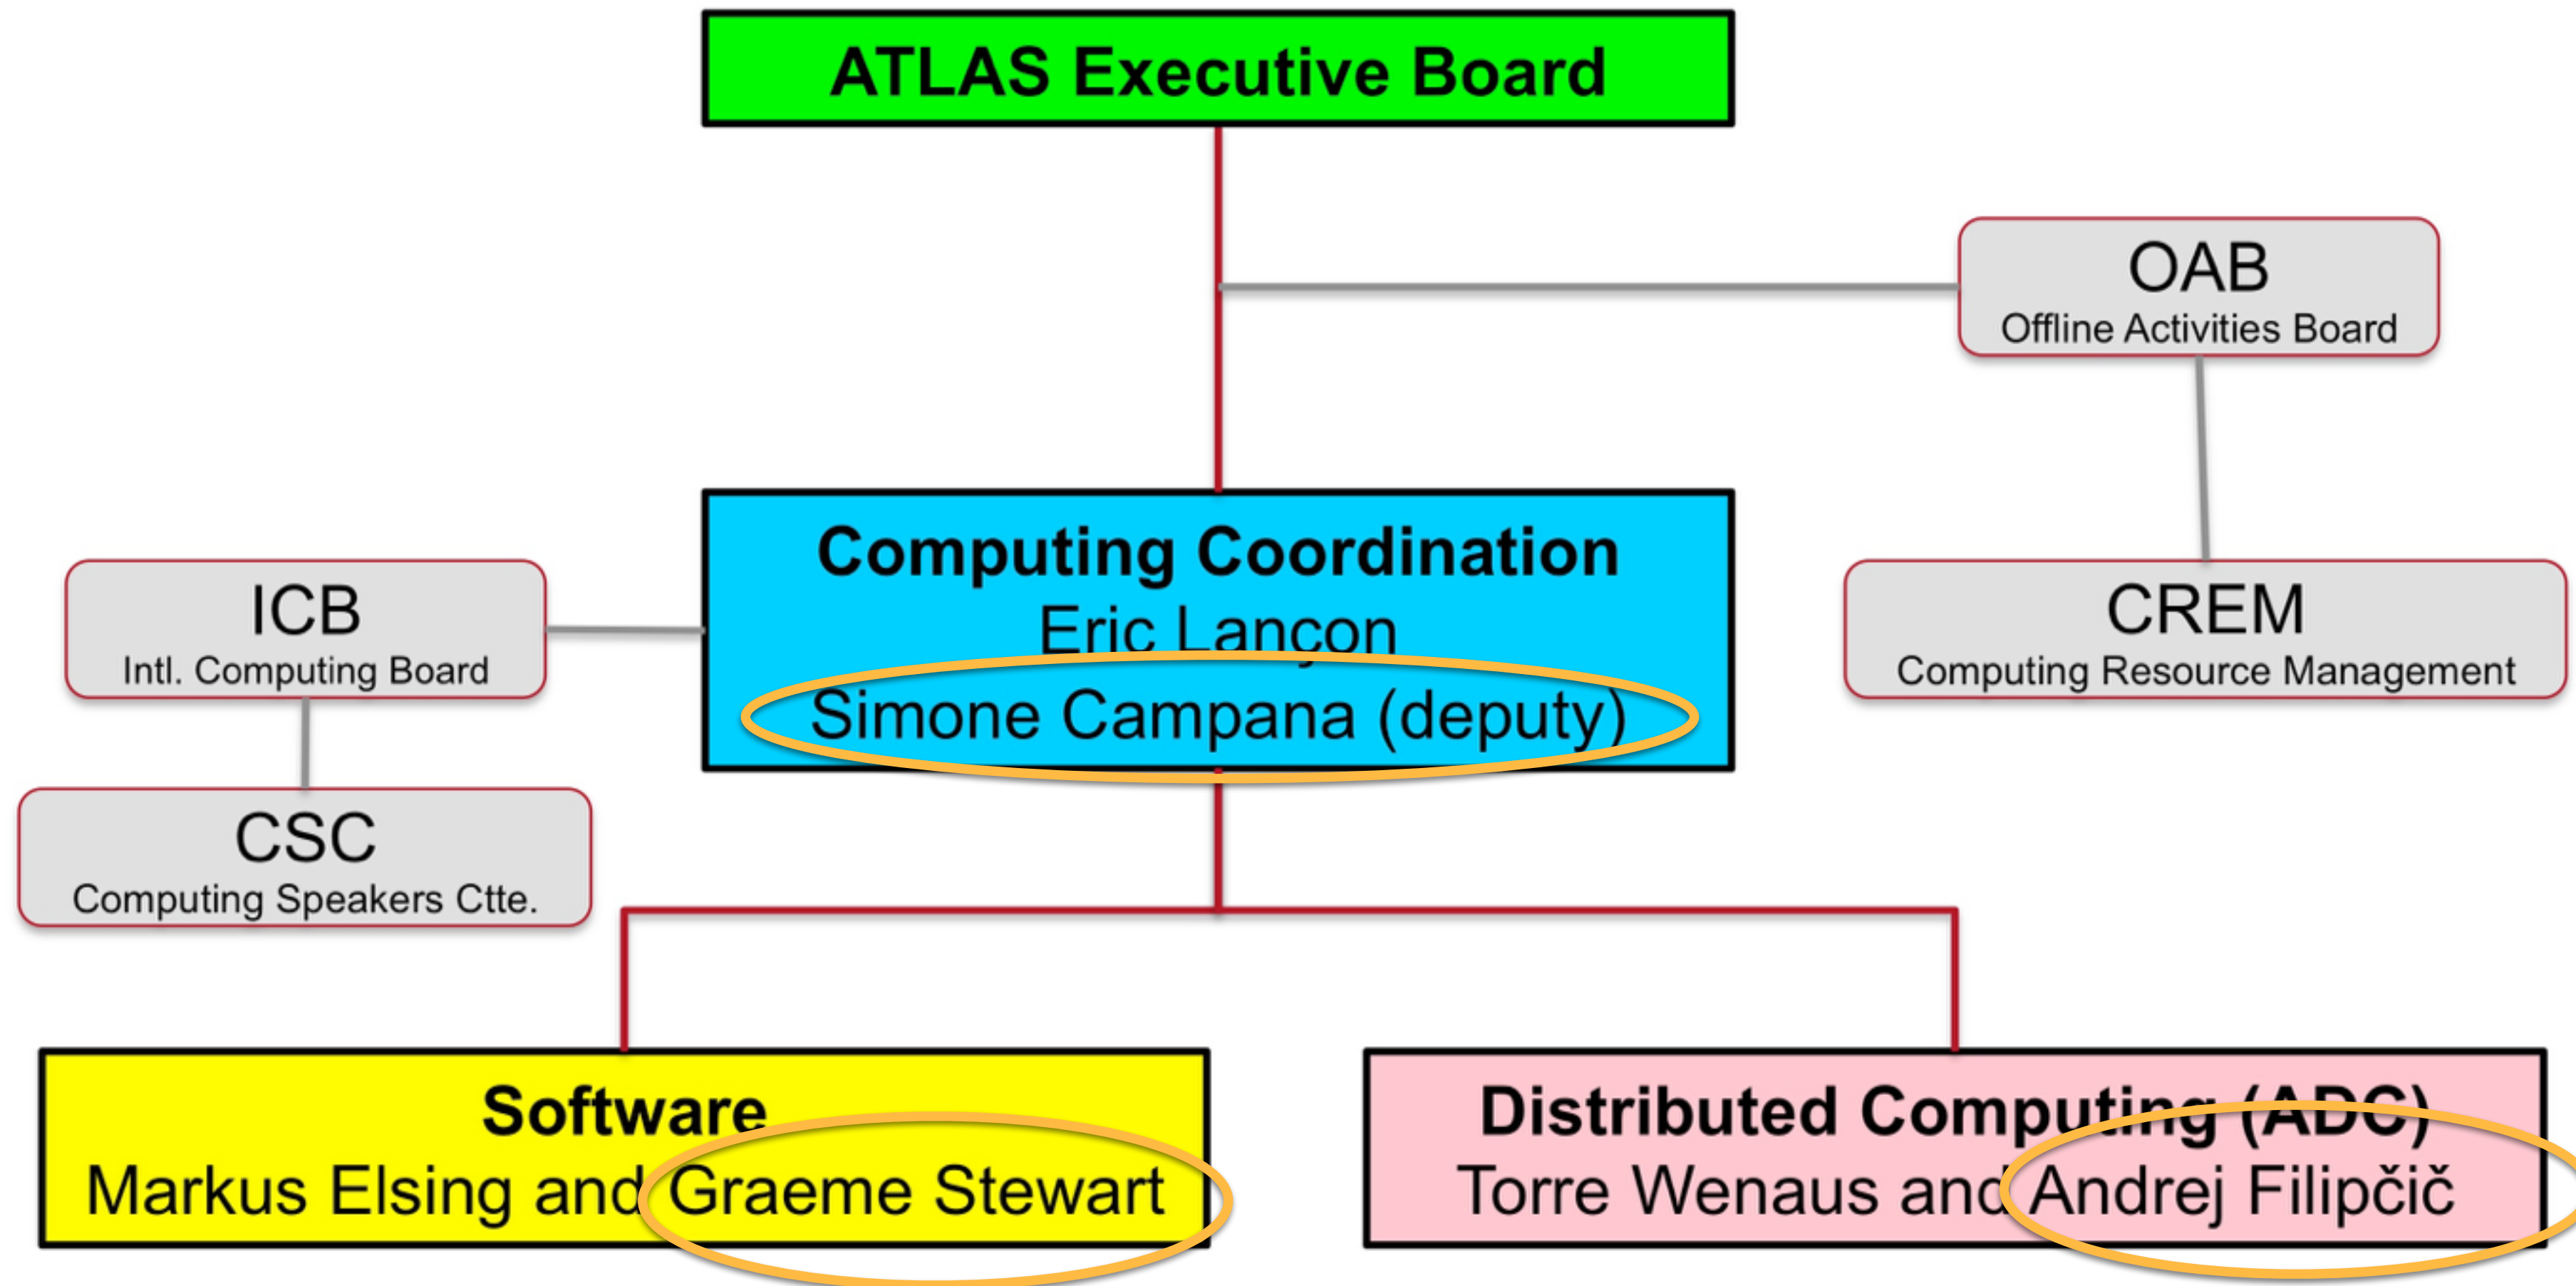 ATLAS Executive Board
OAB
Offline Activities Board
Computing Coordination
Eric Lançon
Simone Campana (deputy)
ICB
Intl. Computing Board
CREM
Computing Resource Management
CSC
Computing Speakers Ctte.
Software
Markus Elsing and Graeme Stewart
Distributed Computing (ADC)
Torre Wenaus and Andrej Filipčič